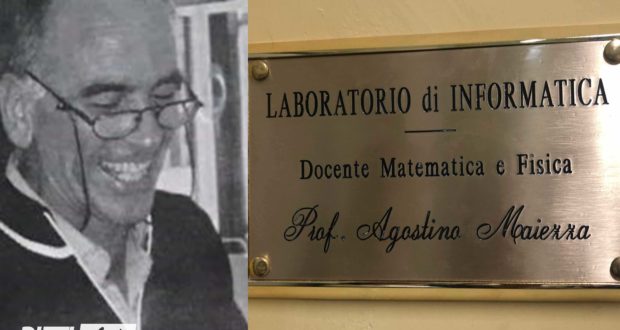 LABORATORIO di INFORMATICA
Docente Matematica e Fisica
Prof. Agostino Maiezza